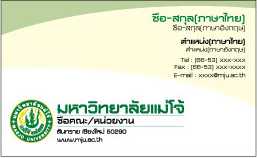 ชื่อ-สกุล(ภาษาไทย)
ชื่อ-สกุล(ภาษาอังกฤษ)
ตำแหน่ง(ภาษาไทย)
ตำแหน่ง(ภาษาอังกฤษ)
Tel : (66-53) xxx-xxx
Fax : (66-53) xxx-xxxx
E-mail : xxxx@mju.ac.th
มหาวิทยาลัยแม่โจ้
ชื่อคณะ/หน่วยงาน
สันทราย เชียงใหม่ 50290
www.mju.ac.th